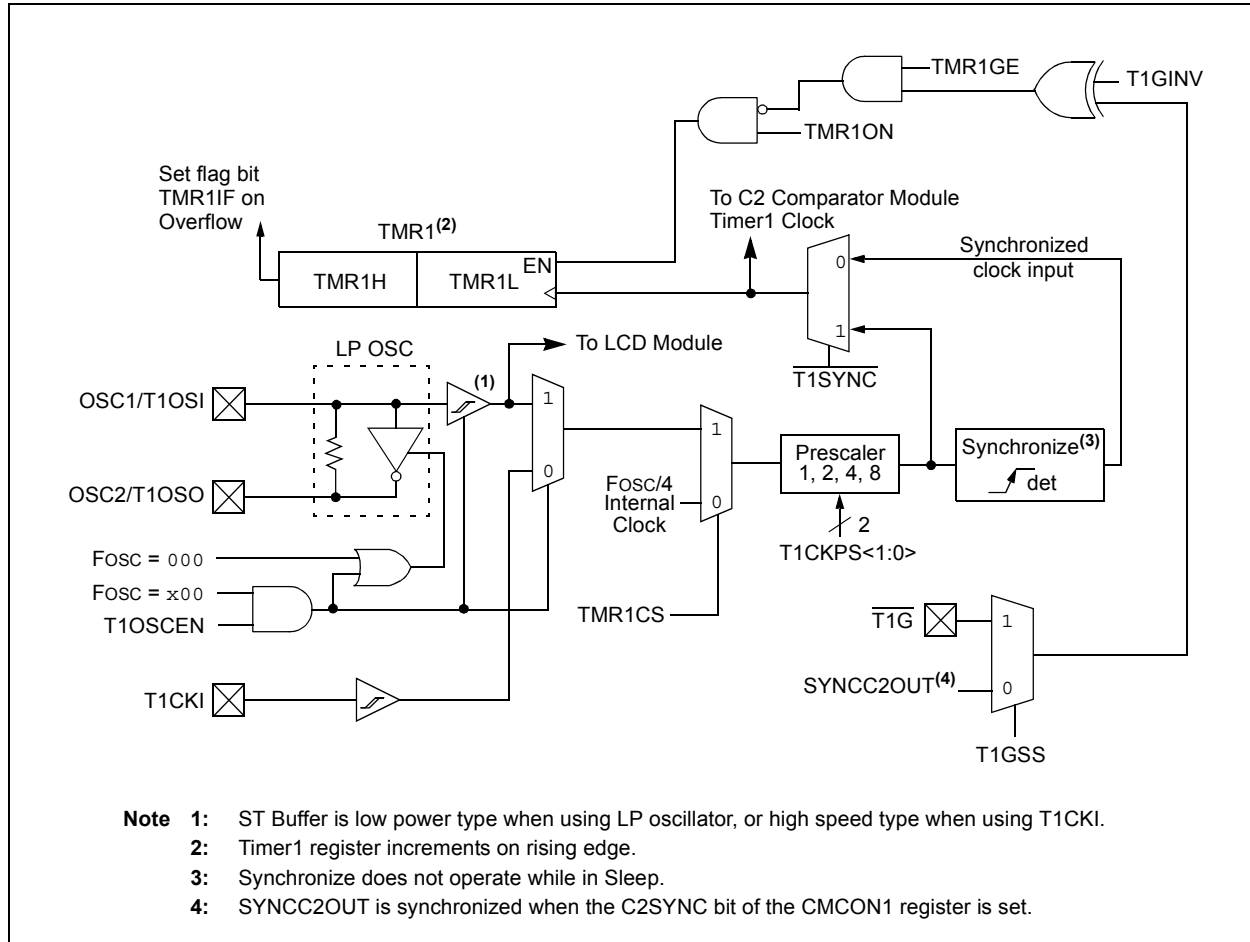 TMR1GE
T1GINV
TMR1ON
Set flag bit
TMR1IF on
Overflow
To C2 Comparator Module
Timer1 Clock
TMR1(2)
EN
TMR1H
TMR1L
0
Synchronized
clock input
1
T1SYNC
To LCD Module
LP OSC
(1)
OSC1/T1OSI
1
1
OSC2/T1OSO
0
FOSC/4
Internal
Clock
0
Prescaler
1, 2, 4, 8
Synchronize(3)
det
2
T1CKPS<1:0>
FOSC = 000
FOSC = x00
T1OSCEN
TMR1CS
T1G
1
T1CKI
SYNCC2OUT(4)
0
T1GSS
Note 1: ST Buffer is low power type when using LP oscillator, or high speed type when using T1CKI.
2: Timer1 register increments on rising edge.
3: Synchronize does not operate while in Sleep.
4: SYNCC2OUT is synchronized when the C2SYNC bit of the CMCON1 register is set.